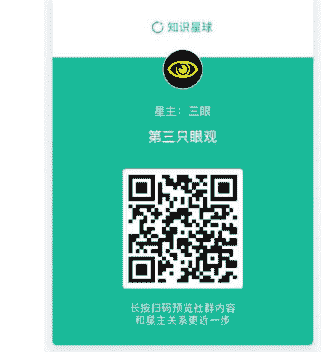 知识星球
星主：三眼
第三只眼观
长按扫码预览社群内容
和星主关系更近一步